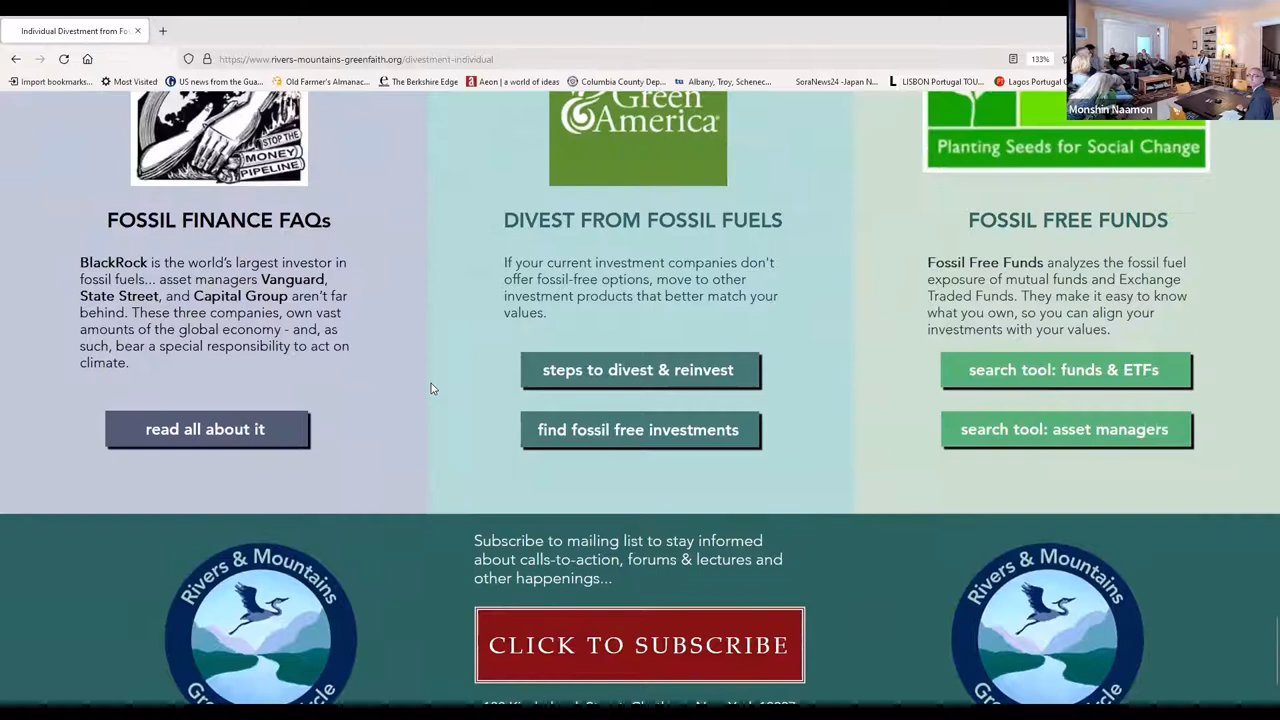 Individual Divestment from Fo
https://www.rivers-mountains-greenfaith.org/divestment-individual
133%
Import bookmarks...
Most Visited
US news from the Gua...
Old Farmer's Almanac...
The Berkshire Edge
Aeon | a world of ideas
Columbia County Dep...
Albany, Troy, Schenec...
SoraNews24 -Japan N...
LISBON Portugal TOU...
Lagos Portugal
Monshin Naamon
STOP THE
MONEY
PIPELINE
Green
America
Planting Seeds for Social Change
FOSSIL FINANCE FAQs
BlackRock is the world's largest investor in
fossil fuels... asset managers Vanguard,
State Street, and Capital Group aren't far
behind. These three companies, own vast
amounts of the global economy - and, as
such, bear a special responsibility to act on
climate.
read all about it
DIVEST FROM FOSSIL FUELS
If your current investment companies don't
offer fossil-free options, move to other
investment products that better match your
values.
steps to divest & reinvest
find fossil free investments
FOSSIL FREE FUNDS
Fossil Free Funds analyzes the fossil fuel
exposure of mutual funds and Exchange
Traded Funds. They make it easy to know
what you own, so you can align your
investments with your values.
search tool: funds & ETFs
search tool: asset managers
Rivers & Mountains
Subscribe to mailing list to stay informed
about calls-to-action, forums & lectures and
other happenings...
CLICK TO SUBSCRIBE
Rivers & Mountains